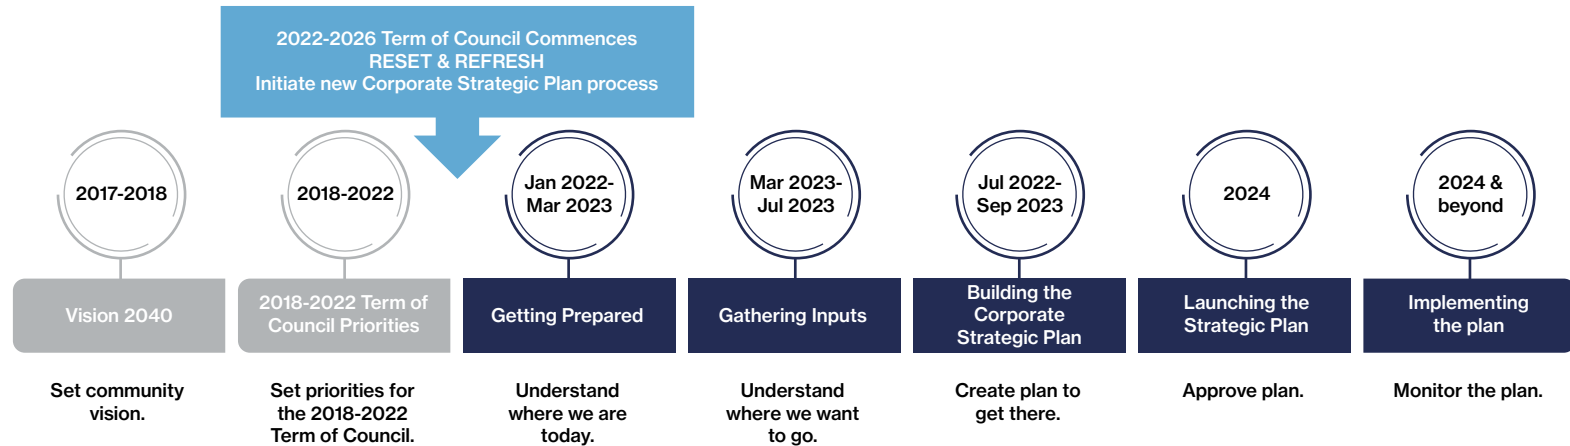 2022-2026 Term of Council Commences
RESET & REFRESH
Initiate new Corporate Strategic Plan process
2017-2018
Vision 2040
Set community
vision.
2018-2022
2018-2022 Term of
Council Priorities
Set priorities for
the 2018-2022
Term of Council.
Jan 2022-
Mar 2023
Getting Prepared
Understand
where we are
today.
Mar 2023-
Jul 2023
Gathering Inputs
Understand
where we want
to go.
Jul 2022-
Sep 2023
Building the
Corporate
Strategic Plan
Create plan to
get there.
2024
Launching the
Strategic Plan
Approve plan.
2024 &
beyond
Implementing
the plan
Monitor the plan.